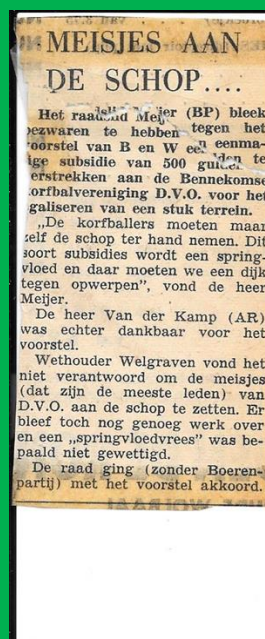 MEISJES AAN
DE SCHOP....
Het raadslid Meijer (BP) bleek
bezwaren te hebben tegen het
voorstel van B en W een eenma-
lige subsidie van 500 gulden te
verstrekken aan de Bennekomse
korfbalvereniging D.V.O. voor het
egaliseren van een stuk terrein.
„De korfballers moeten maar
zelf de schop ter hand nemen. Dit
soort subsidies wordt een spring-
vloed en daar moeten we een dijk
tegen opwerpen”, vond de heer
Meijer.
De heer Van der Kamp (AR)
was echter dankbaar voor het
voorstel.
Wethouder Welgraven vond het
niet verantwoord om de meisjes
(dat zijn de meeste leden) van
D.V.O. aan de schop te zetten. Er
bleef toch nog genoeg werk over
en een „springvloedvrees” was be-
paald niet gewettigd.
De raad ging (zonder Boeren-
partij) met het voorstel akkoord.